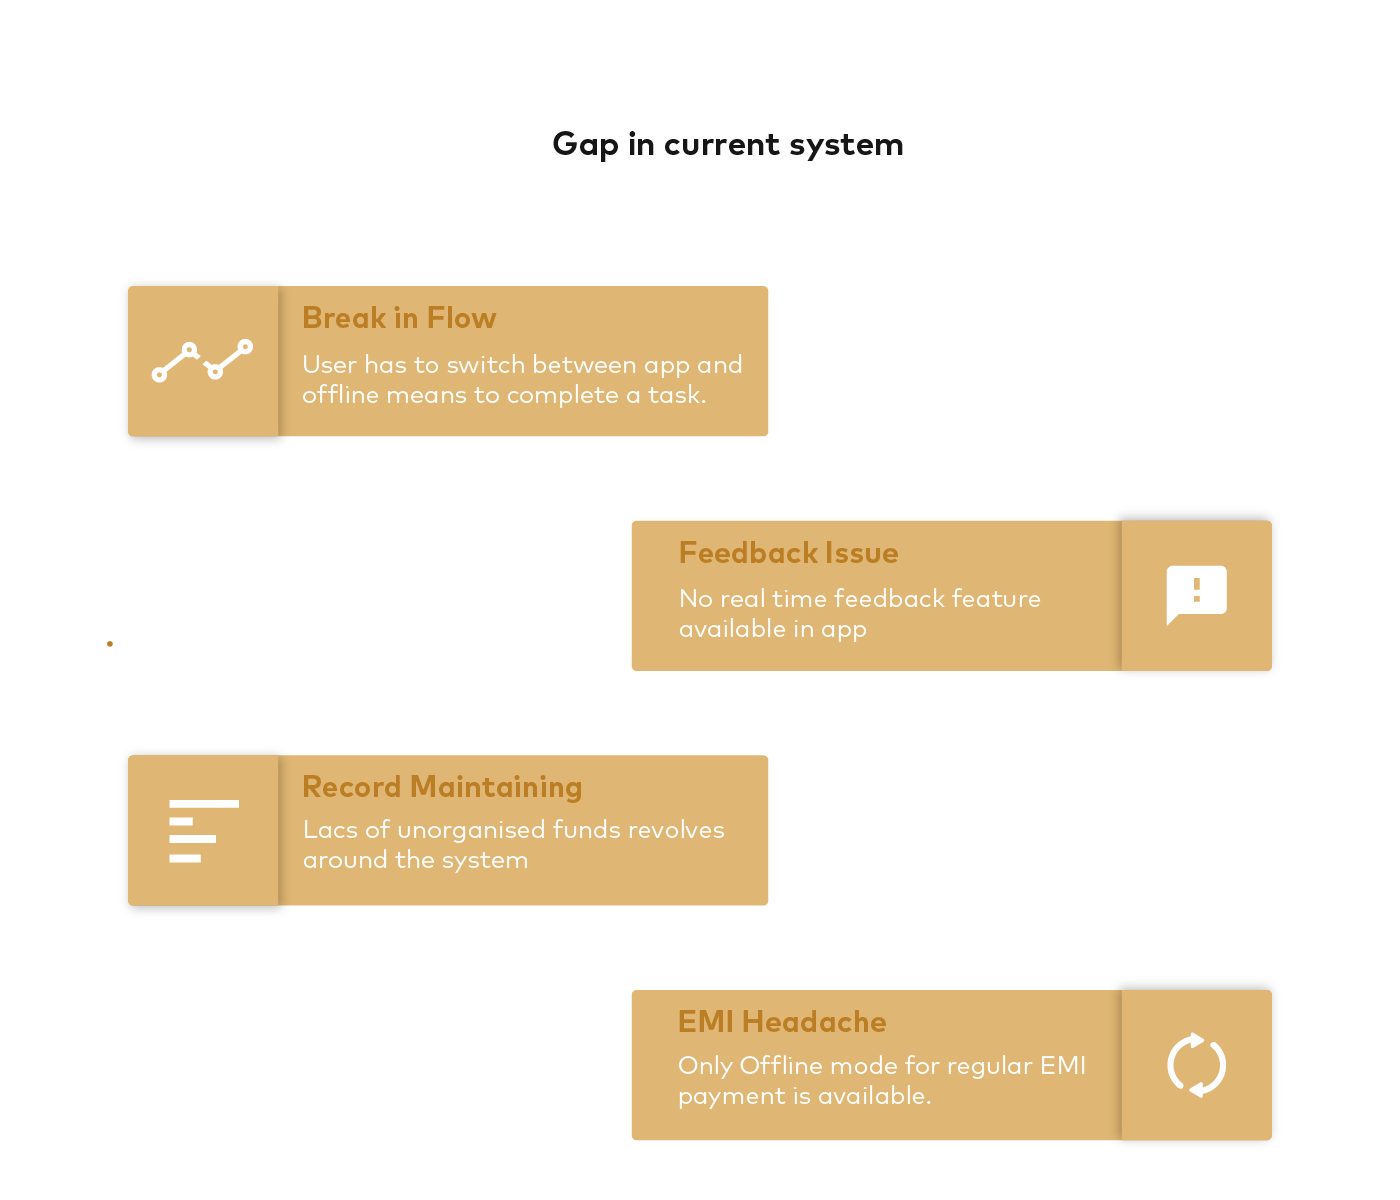 Gap in current system
Break in Flow
User has to switch between app and
offline means to complete a task.
Feedback Issue
No real time feedback feature
available in app
Record Maintaining
Lacs of unorganised funds revolves
around the system
EMI Headache
Only Offline mode for regular EMI
payment is available.